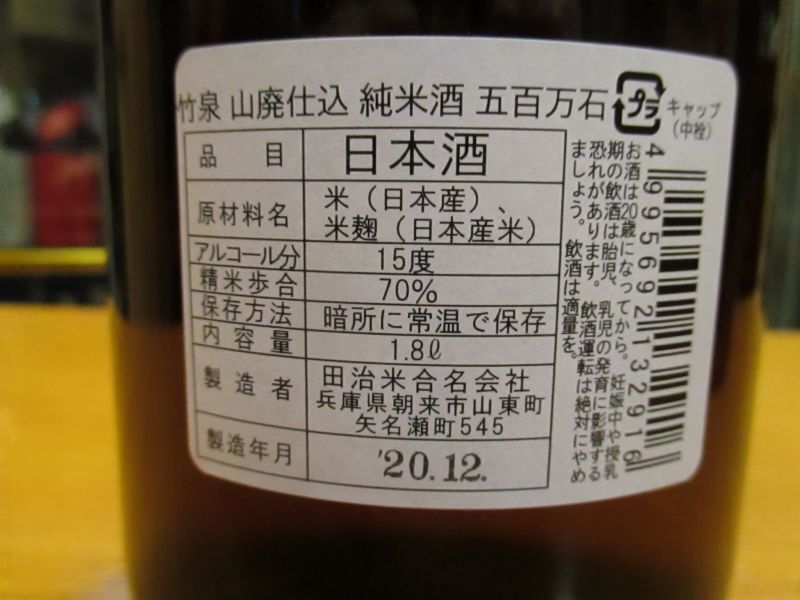 竹泉 山廃仕込 純米酒 五百万石
プラ
キャップ
(中栓)
品目 日本酒
原材料名 米(日本産)、
米麹(日本産米)
アルコール分 15度
精米歩合 70%
保存方法 暗所に常温で保存
内容量 1.8ℓ
製造者 田治米合名会社
兵庫県朝来市山東町
矢名瀬町545
製造年月 '20.12.
お酒は20歳になってから。妊娠中や授乳
期の飲酒は胎児、乳児の発育に影響する
恐れがあります。飲酒運転は絶対にやめ
ましょう。飲酒は適量を。
4995692132916